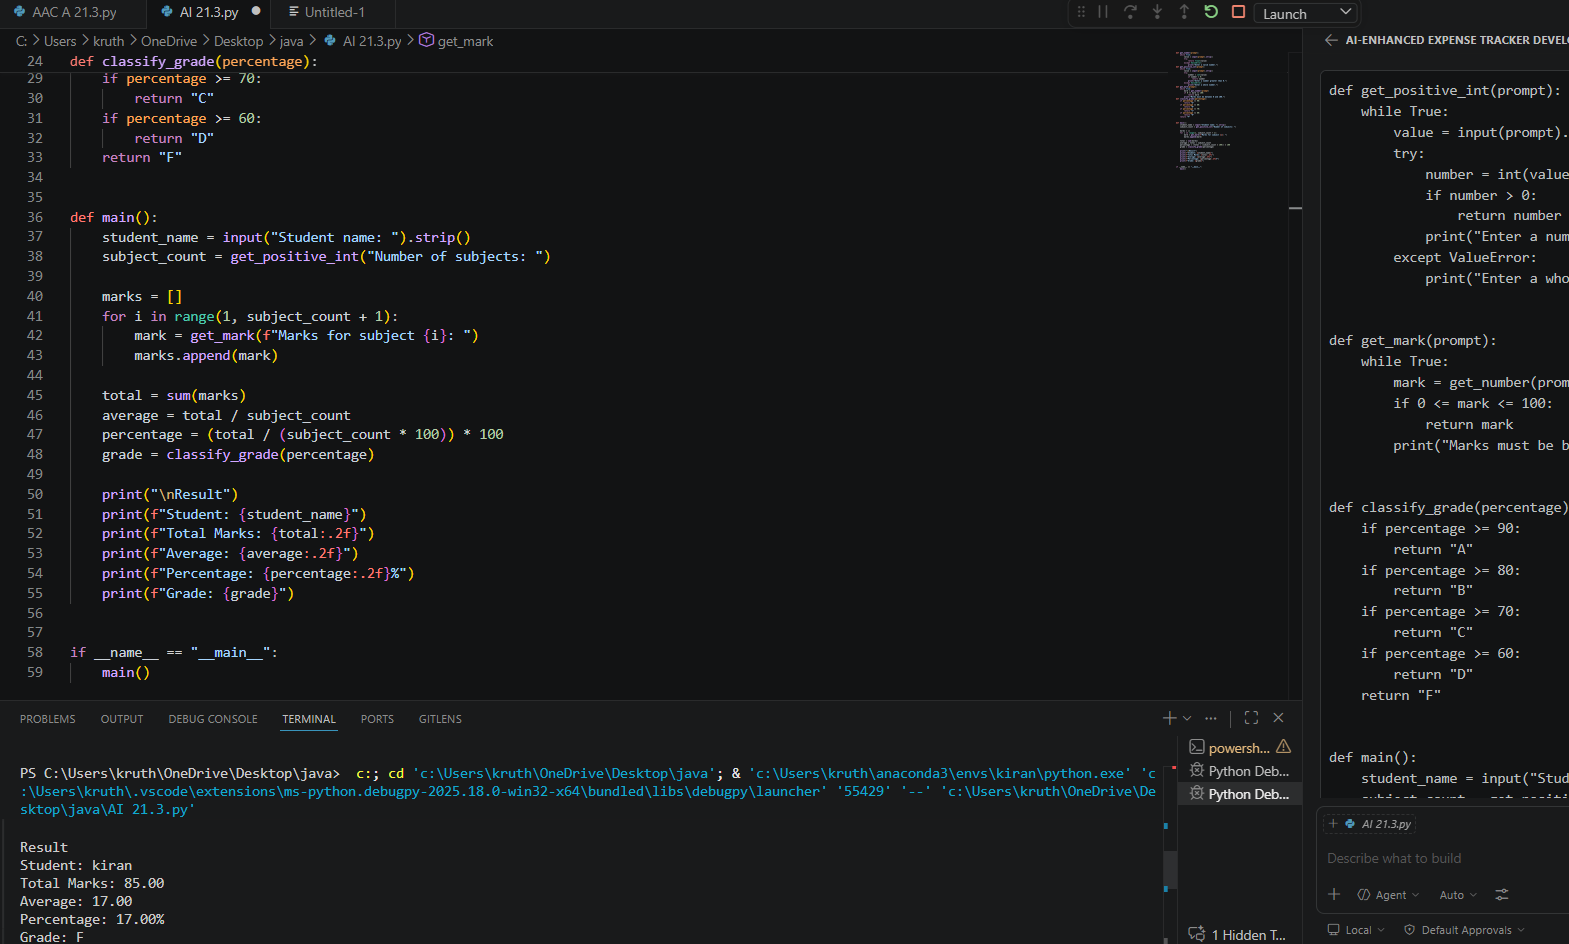 AAC A 21.3.py
AI 21.3.py
Untitled-1
Launch
C: > Users > kruth > OneDrive > Desktop > java > AI 21.3.py > get_mark
24 def classify_grade(percentage):
29 if percentage >= 70:
30 return "C"
31 if percentage >= 60:
32 return "D"
33 return "F"
34
35
36 def main():
37 student_name = input("Student name: ").strip()
38 subject_count = get_positive_int("Number of subjects: ")
39
40 marks = []
41 for i in range(1, subject_count + 1):
42 mark = get_mark(f"Marks for subject {i}: ")
43 marks.append(mark)
44
45 total = sum(marks)
46 average = total / subject_count
47 percentage = (total / (subject_count * 100)) * 100
48 grade = classify_grade(percentage)
49
50 print("\nResult")
51 print(f"Student: {student_name}")
52 print(f"Total Marks: {total:.2f}")
53 print(f"Average: {average:.2f}")
54 print(f"Percentage: {percentage:.2f}%")
55 print(f"Grade: {grade}")
56
57
58 if __name__ == "__main__":
59 main()
PROBLEMS OUTPUT DEBUG CONSOLE TERMINAL PORTS GITLENS
PS C:\Users\kruth\OneDrive\Desktop\java> c:; cd 'c:\Users\kruth\OneDrive\Desktop\java'; & 'c:\Users\kruth\anaconda3\envs\kiran\python.exe' 'c
:\Users\kruth\.vscode\extensions\ms-python.debugpy-2025.18.0-win32-x64\bundled\libs\debugpy\launcher' '55429' '--' 'c:\Users\kruth\OneDrive\De
sktop\java\AI 21.3.py'
Result
Student: kiran
Total Marks: 85.00
Average: 17.00
Percentage: 17.00%
Grade: F
powersh...
Python Deb...
Python Deb...
1 Hidden T...
AI-ENHANCED EXPENSE TRACKER DEVELO
def get_positive_int(prompt):
while True:
value = input(prompt).
try:
number = int(value
if number > 0:
return number
print("Enter a num
except ValueError:
print("Enter a who
def get_mark(prompt):
while True:
mark = get_number(prom
if 0 <= mark <= 100:
return mark
print("Marks must be b
def classify_grade(percentage)
if percentage >= 90:
return "A"
if percentage >= 80:
return "B"
if percentage >= 70:
return "C"
if percentage >= 60:
return "D"
return "F"
def main():
student_name = input("Stud
AI 21.3.py
Describe what to build
Agent
Auto
Local
Default Approvals